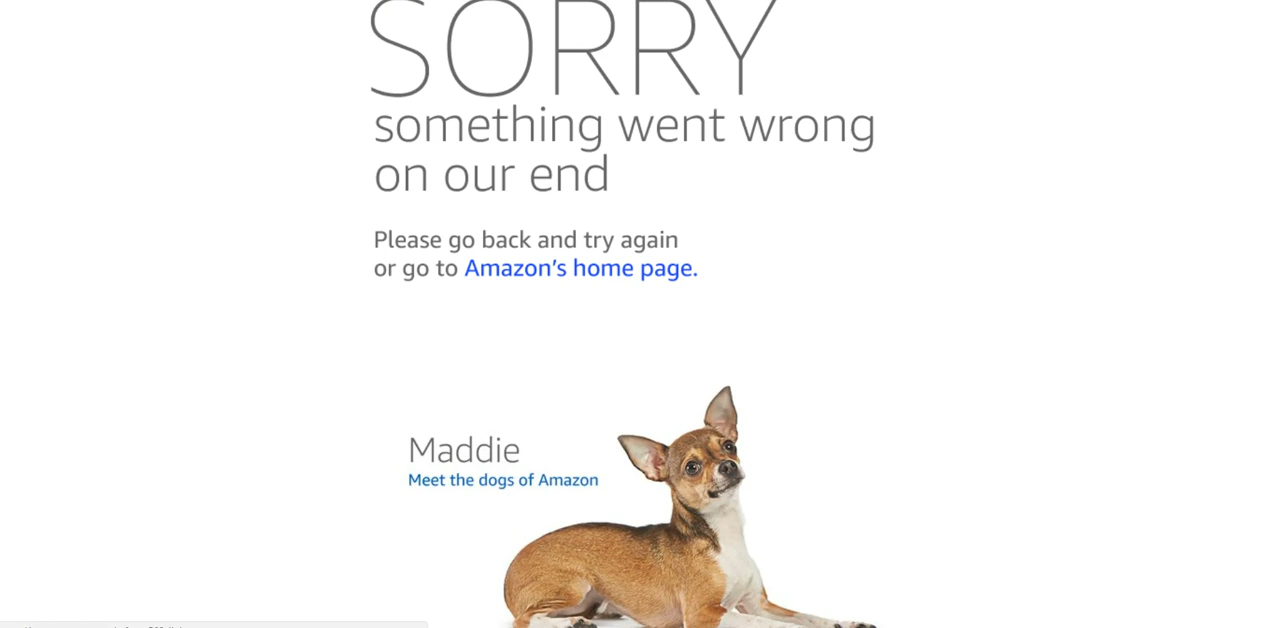 SORRY
something went wrong
on our end
Please go back and try again
or go to Amazon's home page.
Maddie
Meet the dogs of Amazon